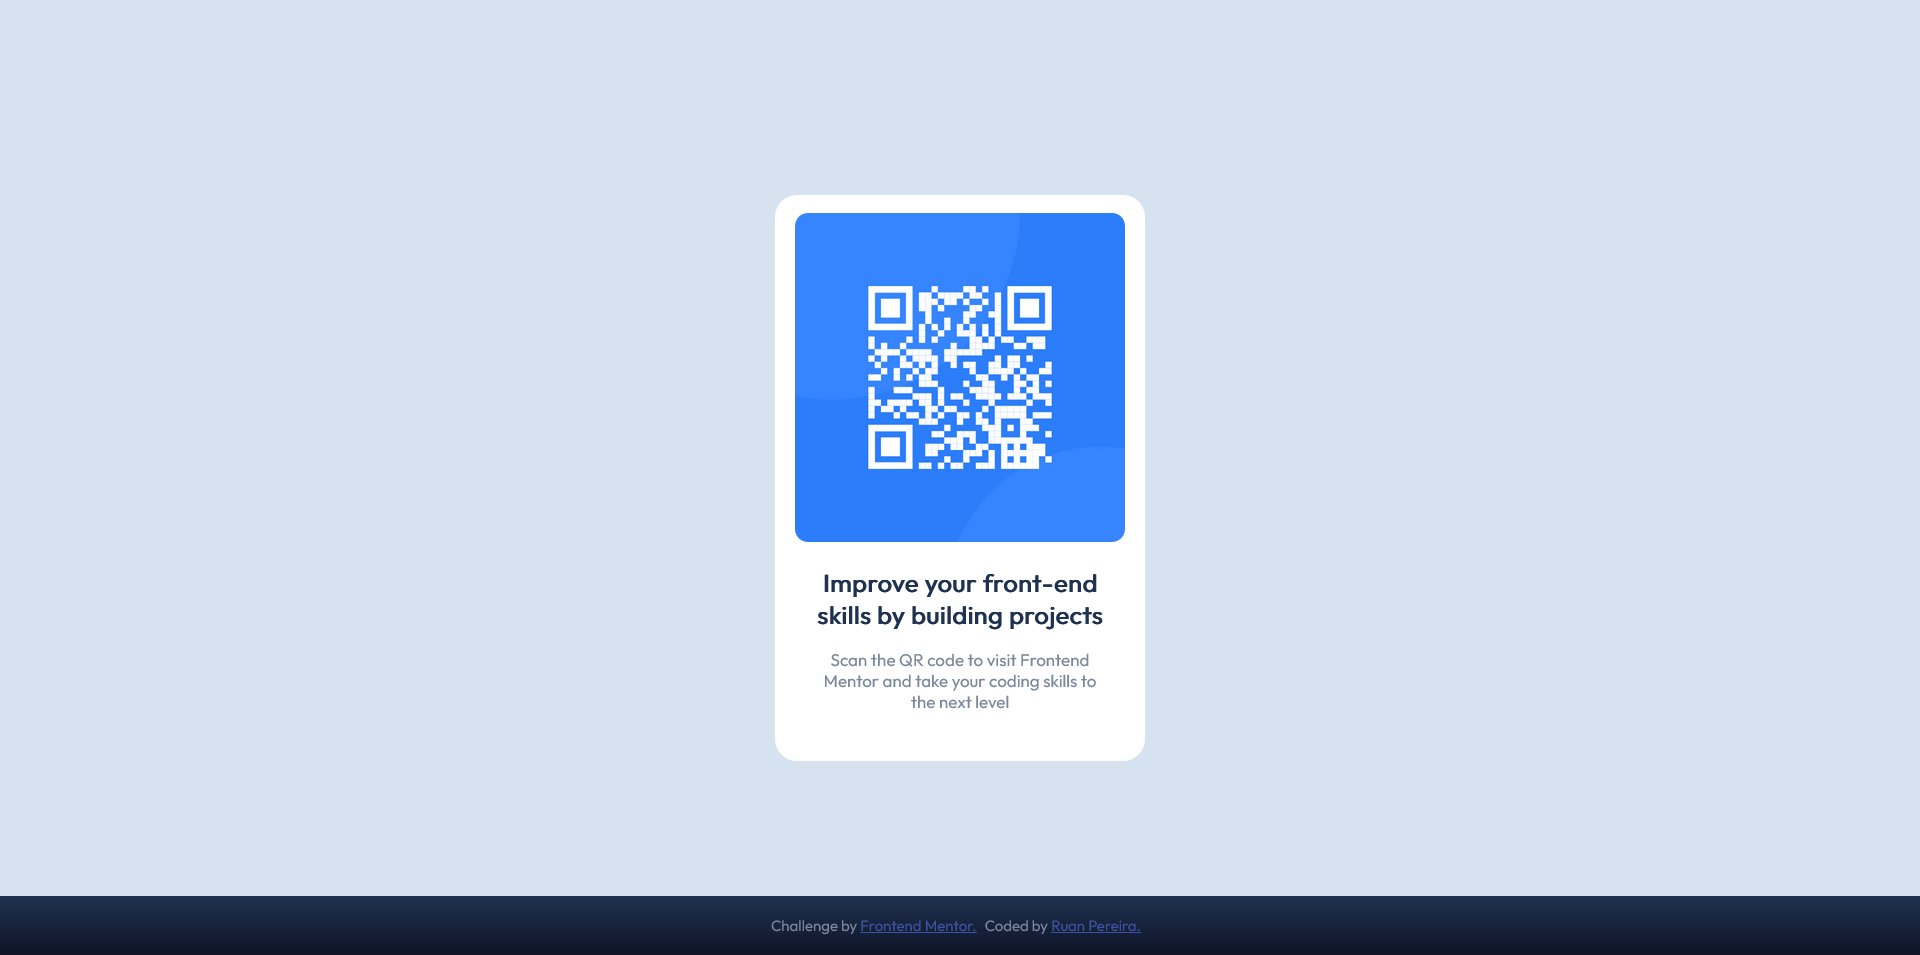 Improve your front-end
skills by building projects
Scan the QR code to visit Frontend
Mentor and take your coding skills to
the next level
Challenge by Frontend Mentor. Coded by Ruan Pereira.